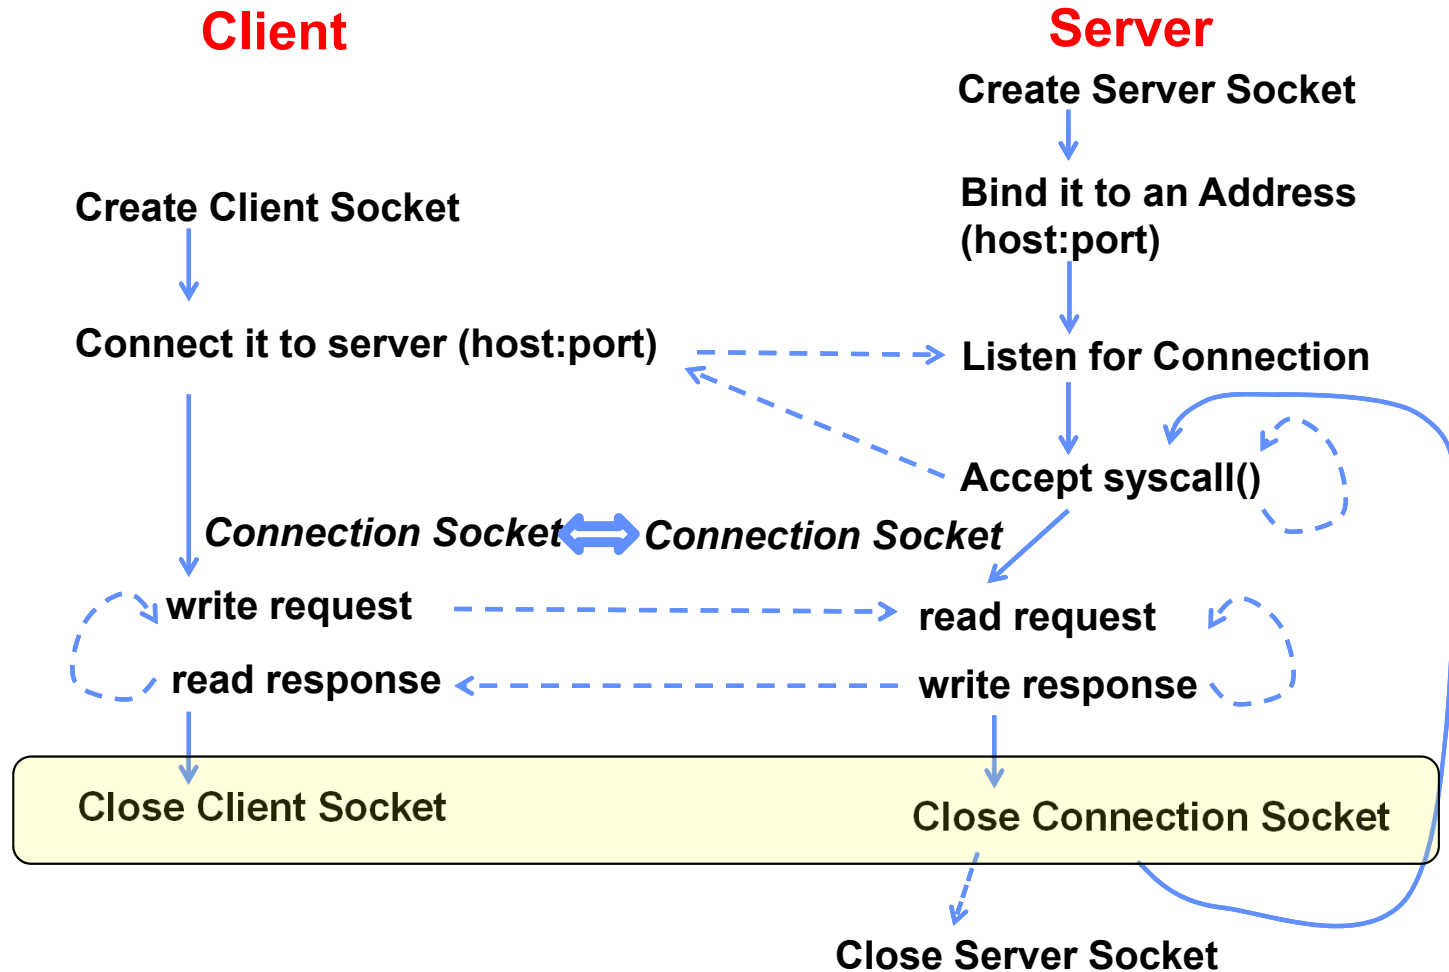 Client
Server
Create Server Socket
Create Client Socket
Bind it to an Address
(host:port)
Connect it to server (host:port)
Listen for Connection
Accept syscall()
Connection Socket
Connection Socket
write request
read request
read response
write response
Close Client Socket
Close Connection Socket
Close Server Socket